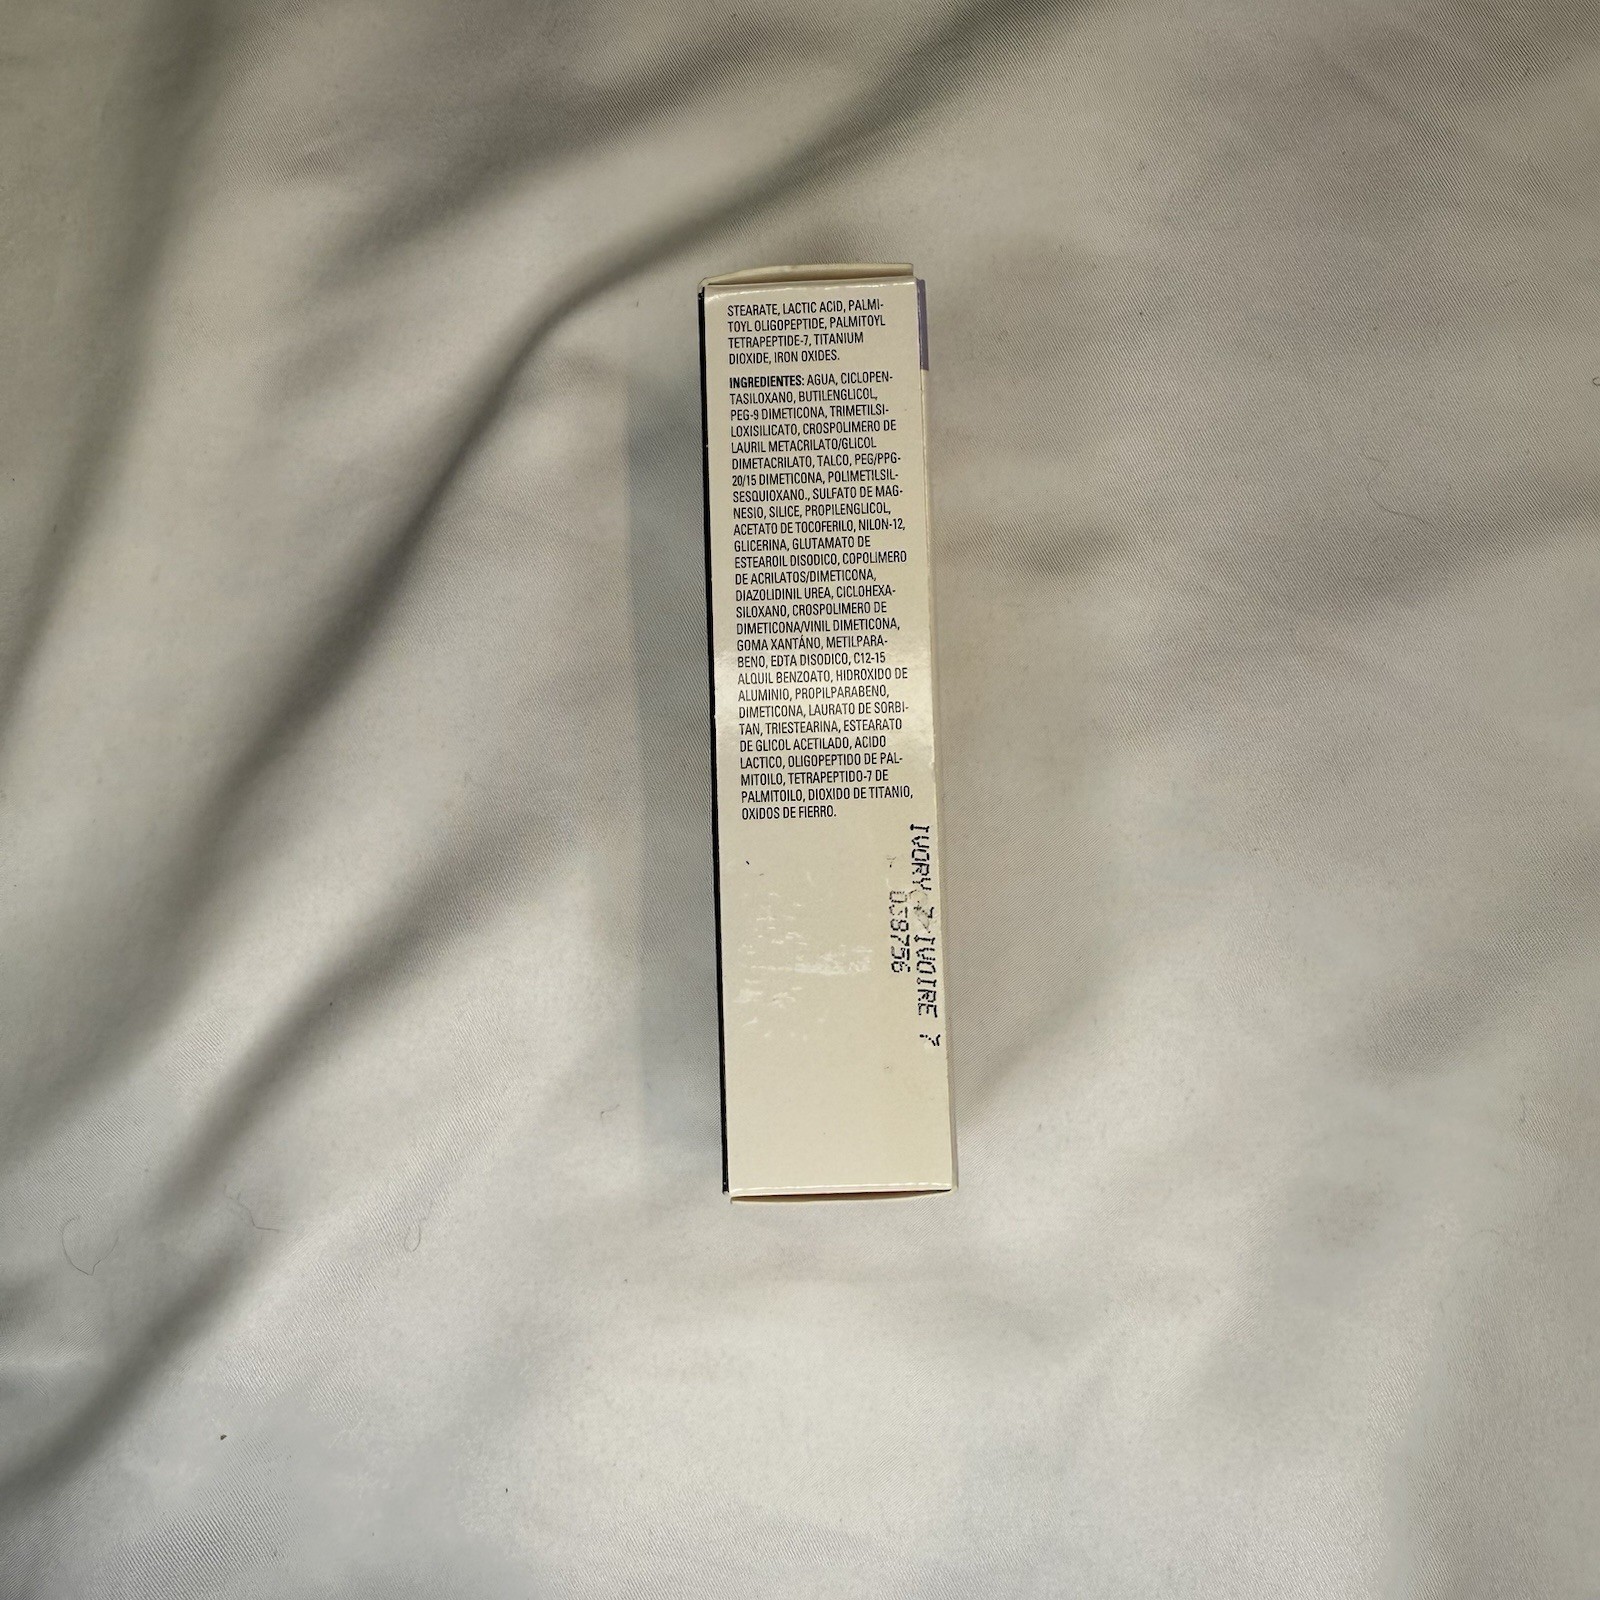 STEARATE, LACTIC ACID, PALMI-
TOYL OLIGOPEPTIDE, PALMITOYL
TETRAPEPTIDE-7, TITANIUM
DIOXIDE, IRON OXIDES.
INGREDIENTES: AGUA, CICLOPEN-
TASILOXANO, BUTILENGLICOL,
PEG-9 DIMETICONA, TRIMETILSI-
LOXISILICATO, CROSPOLIMERO DE
LAURIL METACRILATO/GLICOL
DIMETACRILATO, TALCO, PEG/PPG-
20/15 DIMETICONA, POLIMETILSIL-
SESQUIOXANO., SULFATO DE MAG-
NESIO, SILICE, PROPILENGLICOL,
ACETATO DE TOCOFERILO, NILON-12,
GLICERINA, GLUTAMATO DE
ESTEAROIL DISODICO, COPOLIMERO
DE ACRILATOS/DIMETICONA,
DIAZOLIDINIL UREA, CICLOHEXA-
SILOXANO, CROSPOLIMERO DE
DIMETICONA/VINIL DIMETICONA,
GOMA XANTÁNO, METILPARA-
BENO, EDTA DISODICO, C12-15
ALQUIL BENZOATO, HIDROXIDO DE
ALUMINIO, PROPILPARABENO,
DIMETICONA, LAURATO DE SORBI-
TAN, TRIESTEARINA, ESTEARATO
DE GLICOL ACETILADO, ACIDO
LACTICO, OLIGOPEPTIDO DE PAL-
MITOILO, TETRAPEPTIDO-7 DE
PALMITOILO, DIOXIDO DE TITANIO,
OXIDOS DE FIERRO.
IVORY 7 IVOIRE 7
038756